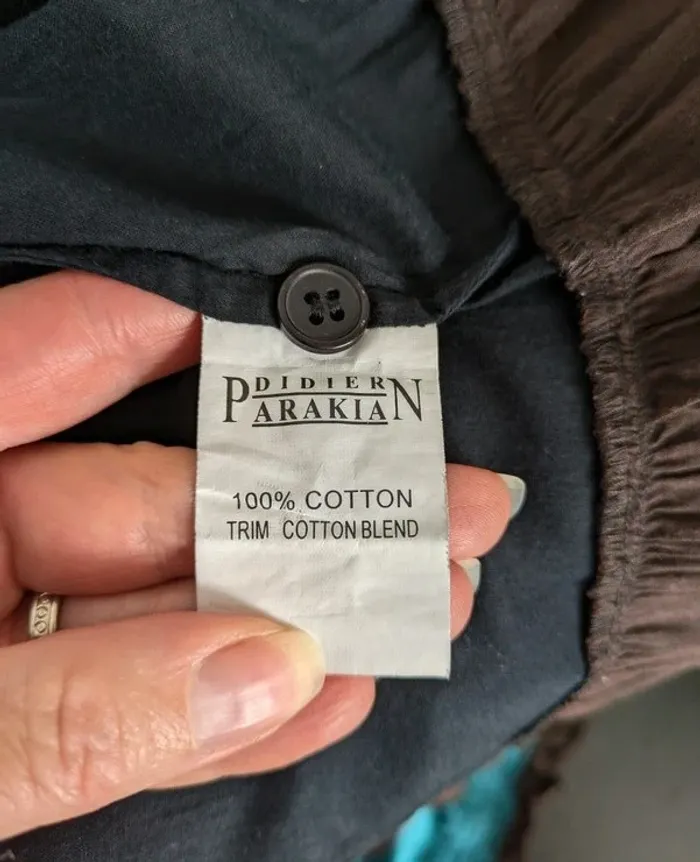 DIDIER
PARAKIAN
100% COTTON
TRIM COTTON BLEND